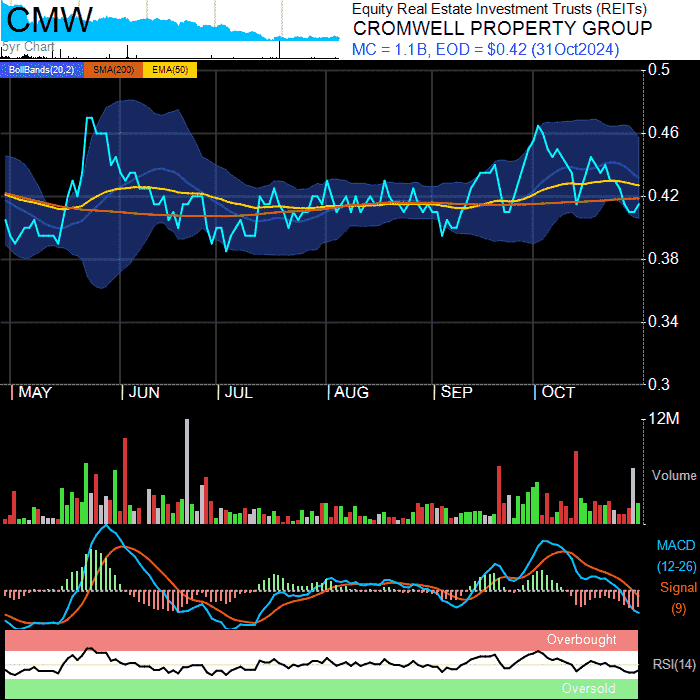 CMW
5yr Chart
Equity Real Estate Investment Trusts (REITs)
CROMWELL PROPERTY GROUP
MC = 1.1B, EOD = $0.42 (31Oct2024)
BollBands(20,2) SMA(200) EMA(50)
0.5
0.46
0.42
0.38
0.34
0.3
MAY JUN JUL AUG SEP OCT
12M
Volume
MACD
(12-26)
Signal
(9)
Overbought
RSI(14)
Oversold